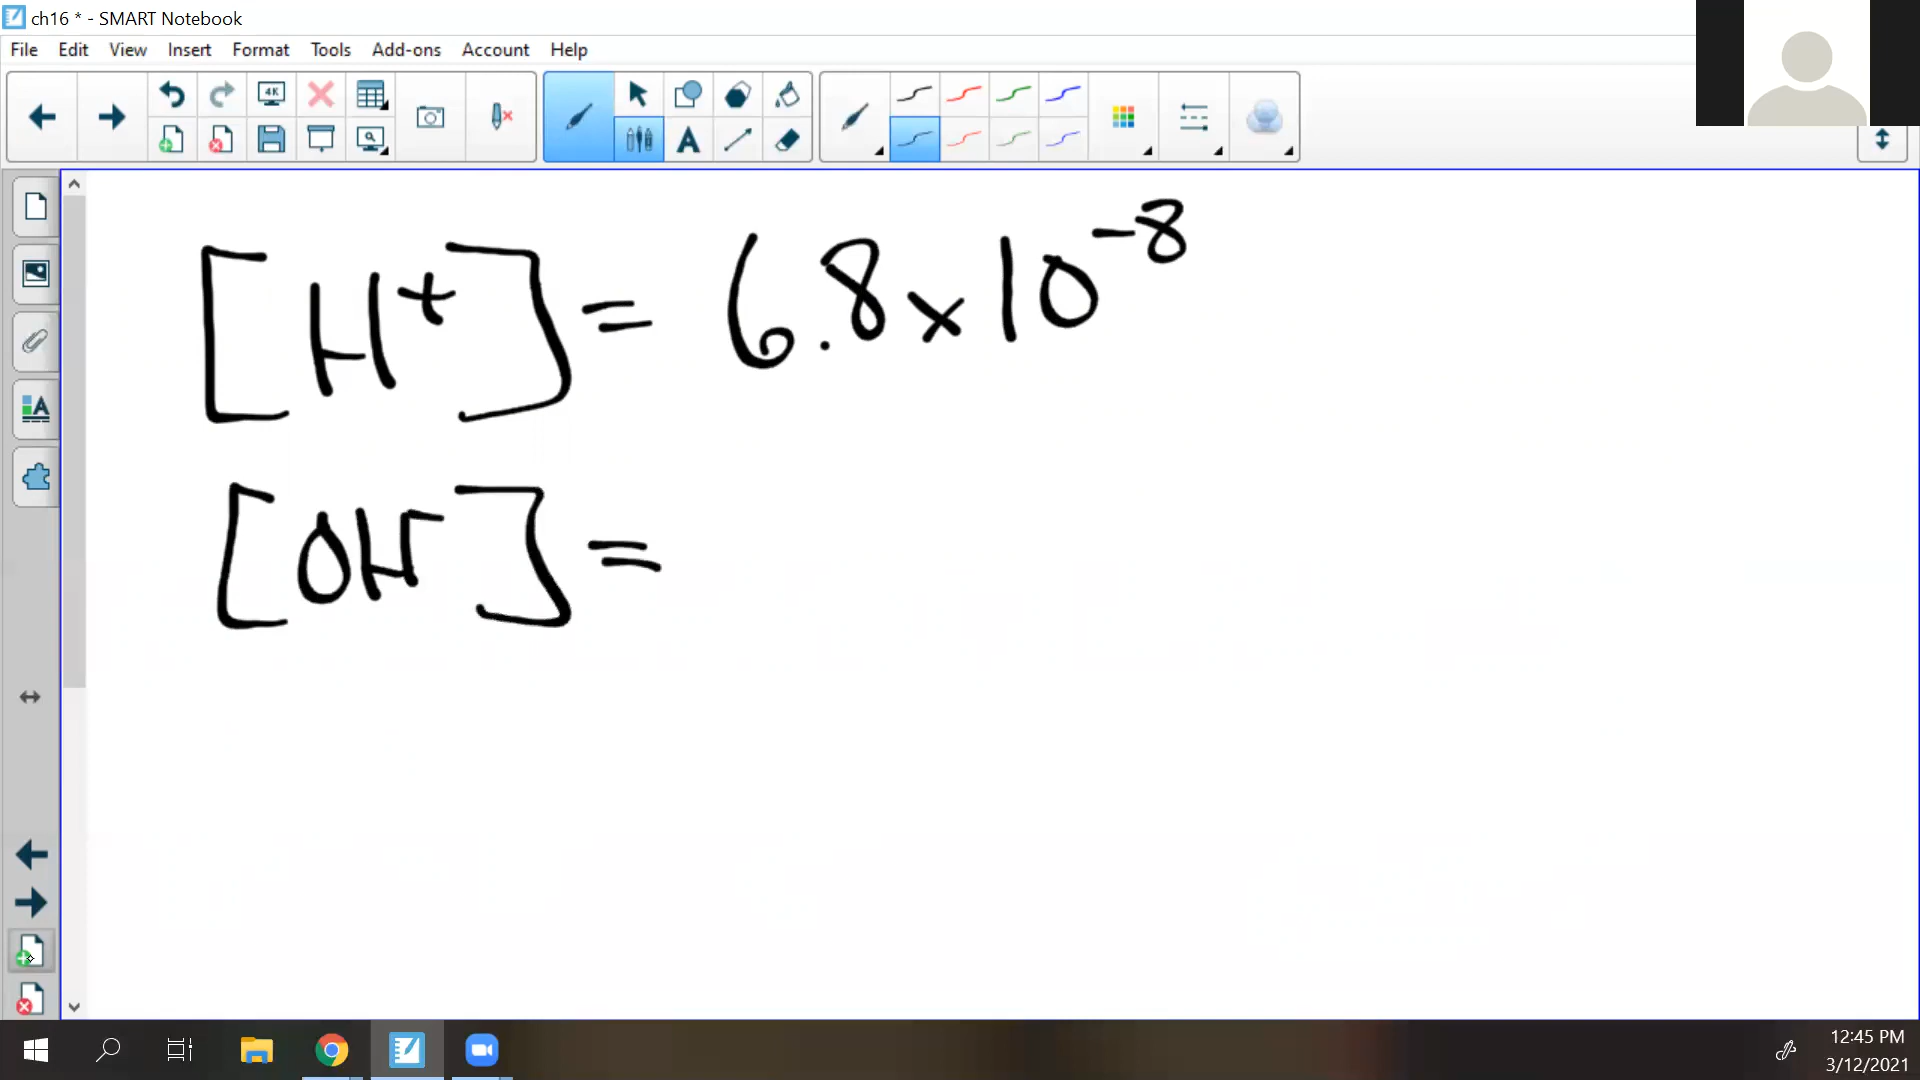 ch16 * - SMART Notebook
File Edit View Insert Format Tools Add-ons Account Help
4K
A
A
[H⁺] = 6.8 x 10⁻⁸
[OH⁻] =
12:45 PM
3/12/2021